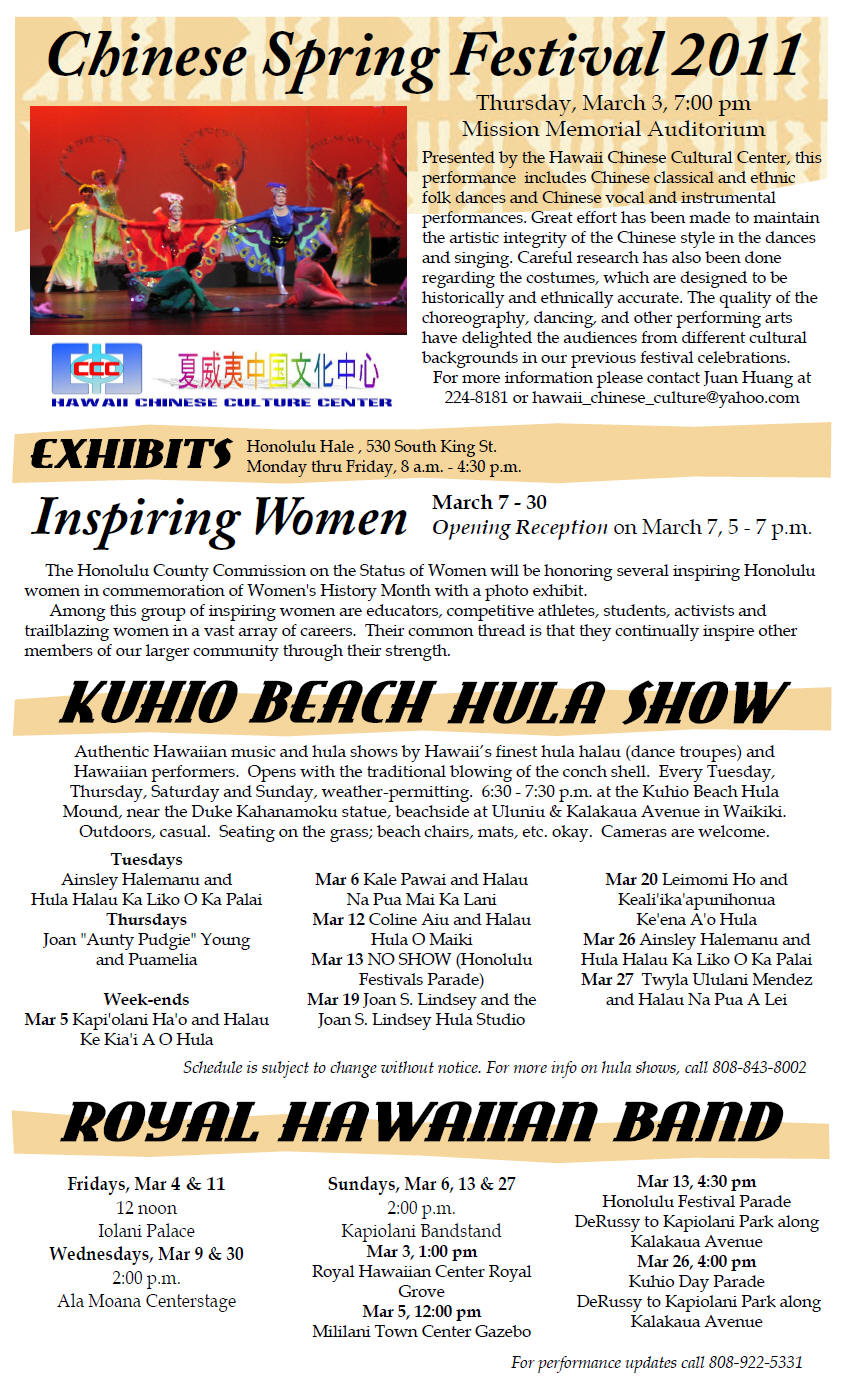 Chinese Spring Festival 2011
Thursday, March 3, 7:00 pm
Mission Memorial Auditorium
Presented by the Hawaii Chinese Cultural Center, this
performance includes Chinese classical and ethnic
folk dances and Chinese vocal and instrumental
performances. Great effort has been made to maintain
the artistic integrity of the Chinese style in the dances
and singing. Careful research has also been done
regarding the costumes, which are designed to be
historically and ethnically accurate. The quality of the
choreography, dancing, and other performing arts
have delighted the audiences from different cultural
backgrounds in our previous festival celebrations.
For more information please contact Juan Huang at
224-8181 or hawaii_chinese_culture@yahoo.com
CCC
夏威夷中国文化中心
HAWAII CHINESE CULTURE CENTER
EXHIBITS
Honolulu Hale , 530 South King St.
Monday thru Friday, 8 a.m. - 4:30 p.m.
Inspiring Women
March 7 - 30
Opening Reception on March 7, 5 - 7 p.m.
The Honolulu County Commission on the Status of Women will be honoring several inspiring Honolulu
women in commemoration of Women's History Month with a photo exhibit.
Among this group of inspiring women are educators, competitive athletes, students, activists and
trailblazing women in a vast array of careers. Their common thread is that they continually inspire other
members of our larger community through their strength.
KUHIO BEACH HULA SHOW
Authentic Hawaiian music and hula shows by Hawaii’s finest hula halau (dance troupes) and
Hawaiian performers. Opens with the traditional blowing of the conch shell. Every Tuesday,
Thursday, Saturday and Sunday, weather-permitting. 6:30 - 7:30 p.m. at the Kuhio Beach Hula
Mound, near the Duke Kahanamoku statue, beachside at Uluniu & Kalakaua Avenue in Waikiki.
Outdoors, casual. Seating on the grass; beach chairs, mats, etc. okay. Cameras are welcome.
Tuesdays
Ainsley Halemanu and
Hula Halau Ka Liko O Ka Palai
Thursdays
Joan "Aunty Pudgie" Young
and Puamelia
Week-ends
Mar 5 Kapi'olani Ha'o and Halau
Ke Kia'i A O Hula
Mar 6 Kale Pawai and Halau
Na Pua Mai Ka Lani
Mar 12 Coline Aiu and Halau
Hula O Maiki
Mar 13 NO SHOW (Honolulu
Festivals Parade)
Mar 19 Joan S. Lindsey and the
Joan S. Lindsey Hula Studio
Mar 20 Leimomi Ho and
Keali'ika'apunihonua
Ke'ena A'o Hula
Mar 26 Ainsley Halemanu and
Hula Halau Ka Liko O Ka Palai
Mar 27 Twyla Ululani Mendez
and Halau Na Pua A Lei
Schedule is subject to change without notice. For more info on hula shows, call 808-843-8002
ROYAL HAWAIIAN BAND
Fridays, Mar 4 & 11
12 noon
Iolani Palace
Wednesdays, Mar 9 & 30
2:00 p.m.
Ala Moana Centerstage
Sundays, Mar 6, 13 & 27
2:00 p.m.
Kapiolani Bandstand
Mar 3, 1:00 pm
Royal Hawaiian Center Royal
Grove
Mar 5, 12:00 pm
Mililani Town Center Gazebo
Mar 13, 4:30 pm
Honolulu Festival Parade
DeRussy to Kapiolani Park along
Kalakaua Avenue
Mar 26, 4:00 pm
Kuhio Day Parade
DeRussy to Kapiolani Park along
Kalakaua Avenue
For performance updates call 808-922-5331